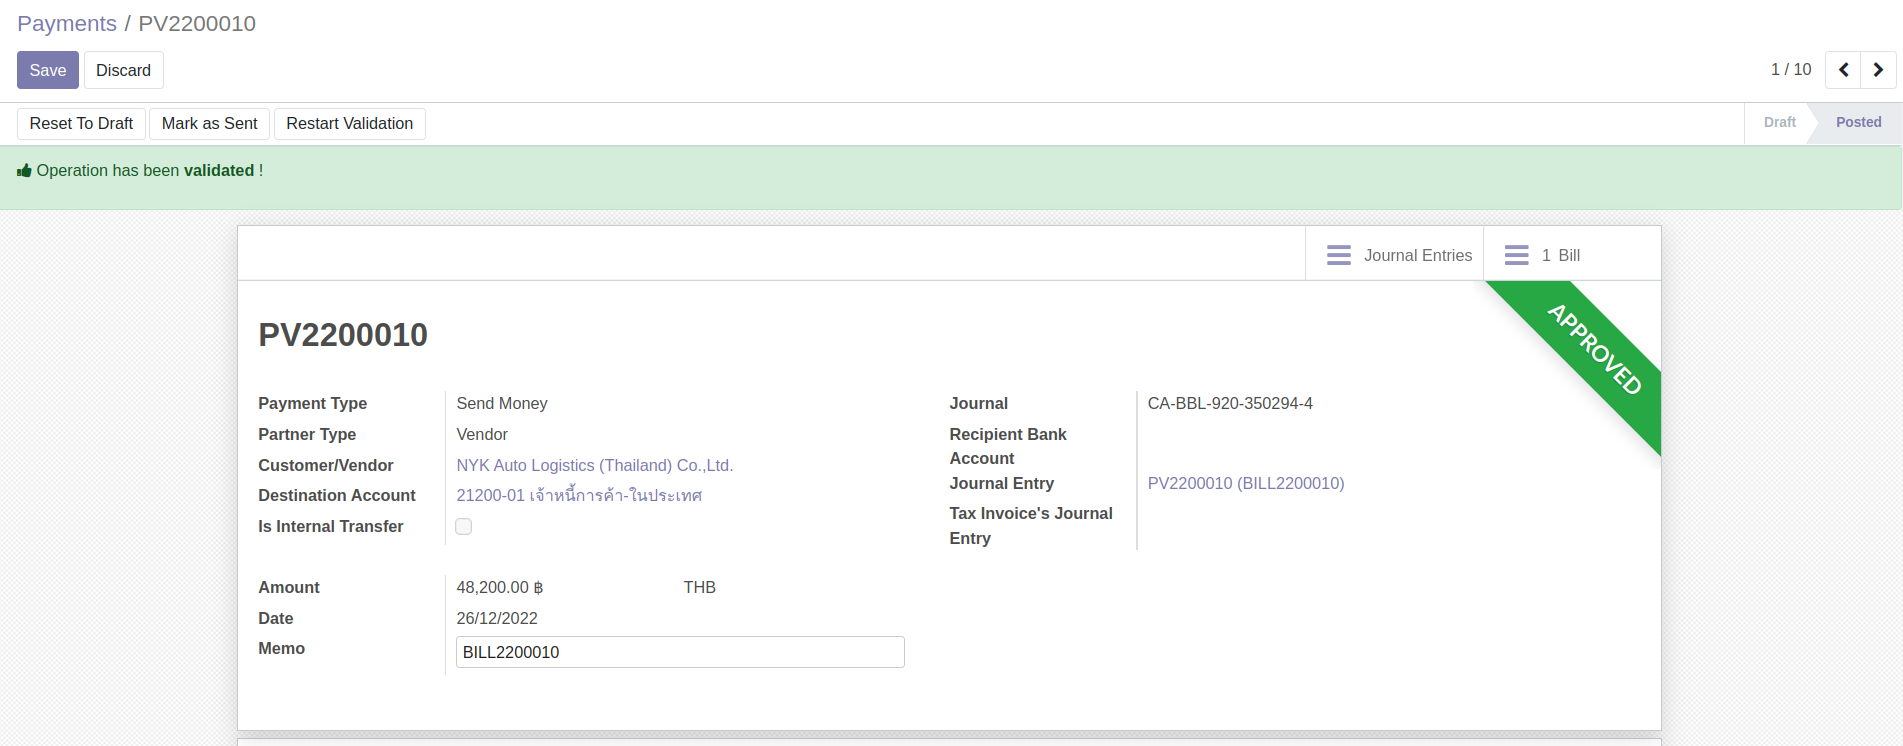 Payments / PV2200010
Save Discard 1 / 10
Reset To Draft Mark as Sent Restart Validation Draft Posted
Operation has been validated !
Journal Entries 1 Bill
APPROVED
PV2200010
Payment Type Send Money
Partner Type Vendor
Customer/Vendor NYK Auto Logistics (Thailand) Co.,Ltd.
Destination Account 21200-01 เจ้าหนี้การค้า-ในประเทศ
Is Internal Transfer
Journal CA-BBL-920-350294-4
Recipient Bank
Account
Journal Entry PV2200010 (BILL2200010)
Tax Invoice's Journal
Entry
Amount 48,200.00 ฿ THB
Date 26/12/2022
Memo BILL2200010